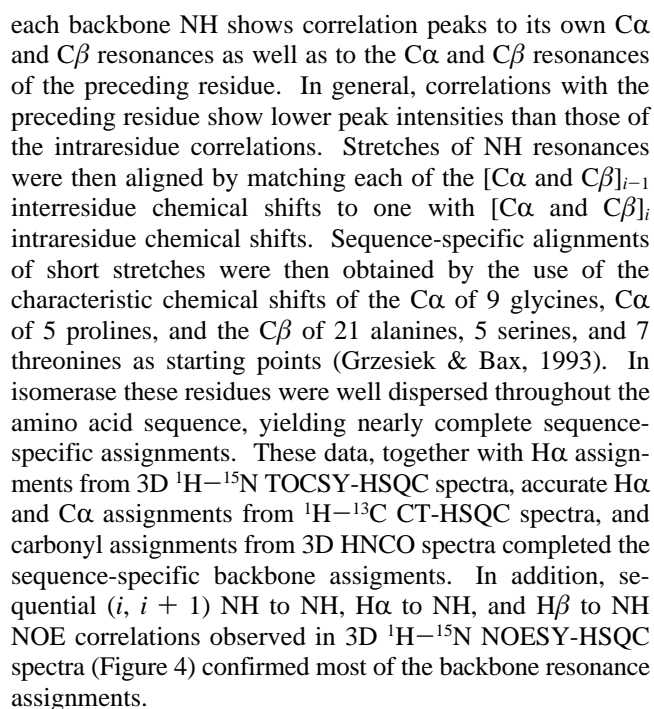 each backbone NH shows correlation peaks to its own Cα
and Cβ resonances as well as to the Cα and Cβ resonances
of the preceding residue. In general, correlations with the
preceding residue show lower peak intensities than those of
the intraresidue correlations. Stretches of NH resonances
were then aligned by matching each of the [Cα and Cβ]i−1
interresidue chemical shifts to one with [Cα and Cβ]i
intraresidue chemical shifts. Sequence-specific alignments
of short stretches were then obtained by the use of the
characteristic chemical shifts of the Cα of 9 glycines, Cα
of 5 prolines, and the Cβ of 21 alanines, 5 serines, and 7
threonines as starting points (Grzesiek & Bax, 1993). In
isomerase these residues were well dispersed throughout the
amino acid sequence, yielding nearly complete sequence-
specific assignments. These data, together with Hα assign-
ments from 3D ¹H−¹⁵N TOCSY-HSQC spectra, accurate Hα
and Cα assignments from ¹H−¹³C CT-HSQC spectra, and
carbonyl assignments from 3D HNCO spectra completed the
sequence-specific backbone assigments. In addition, se-
quential (i, i + 1) NH to NH, Hα to NH, and Hβ to NH
NOE correlations observed in 3D ¹H−¹⁵N NOESY-HSQC
spectra (Figure 4) confirmed most of the backbone resonance
assignments.